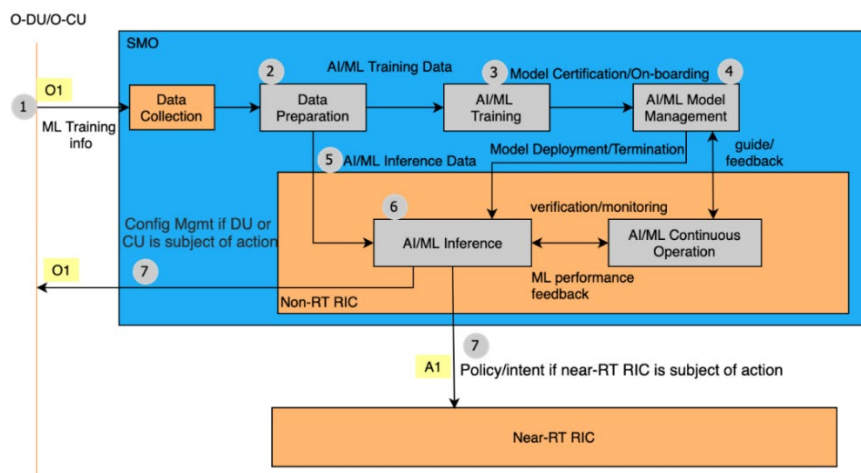 O-DU/O-CU
SMO
2
AI/ML Training Data
3
Model Certification/On-boarding
4
O1
1
ML Training
info
Data
Collection
Data
Preparation
AI/ML
Training
AI/ML Model
Management
5
AI/ML Inference Data
Model Deployment/Termination
guide/
feedback
6
Config Mgmt if DU or
CU is subject of action
AI/ML Inference
verification/monitoring
AI/ML Continuous
Operation
O1
7
ML performance
feedback
Non-RT RIC
7
A1
Policy/intent if near-RT RIC is subject of action
Near-RT RIC